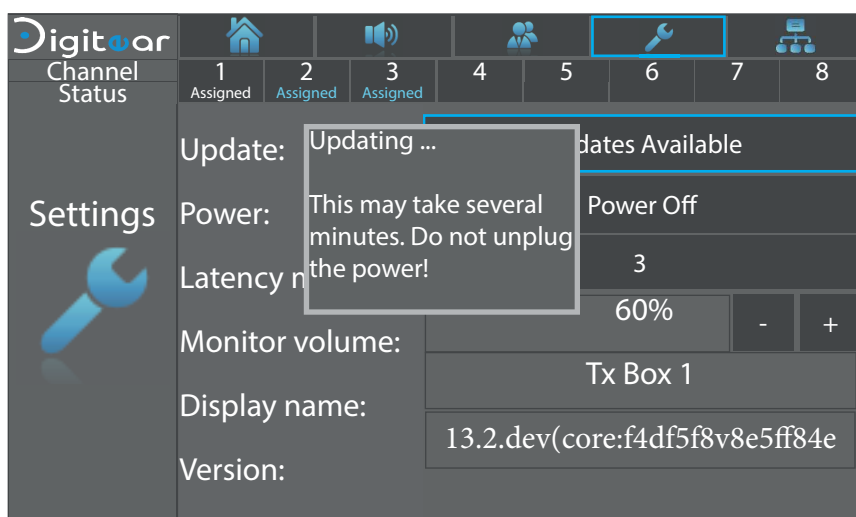 Digitear
Channel
Status
1 2 3 4 5 6 7 8
Assigned Assigned Assigned
Settings
Update:
dates Available
Power:
Power Off
Latency
3
Monitor volume:
60% - +
Display name:
Tx Box 1
Version:
13.2.dev(core:f4df5f8v8e5ff84e
Updating ...
This may take several
minutes. Do not unplug
the power!